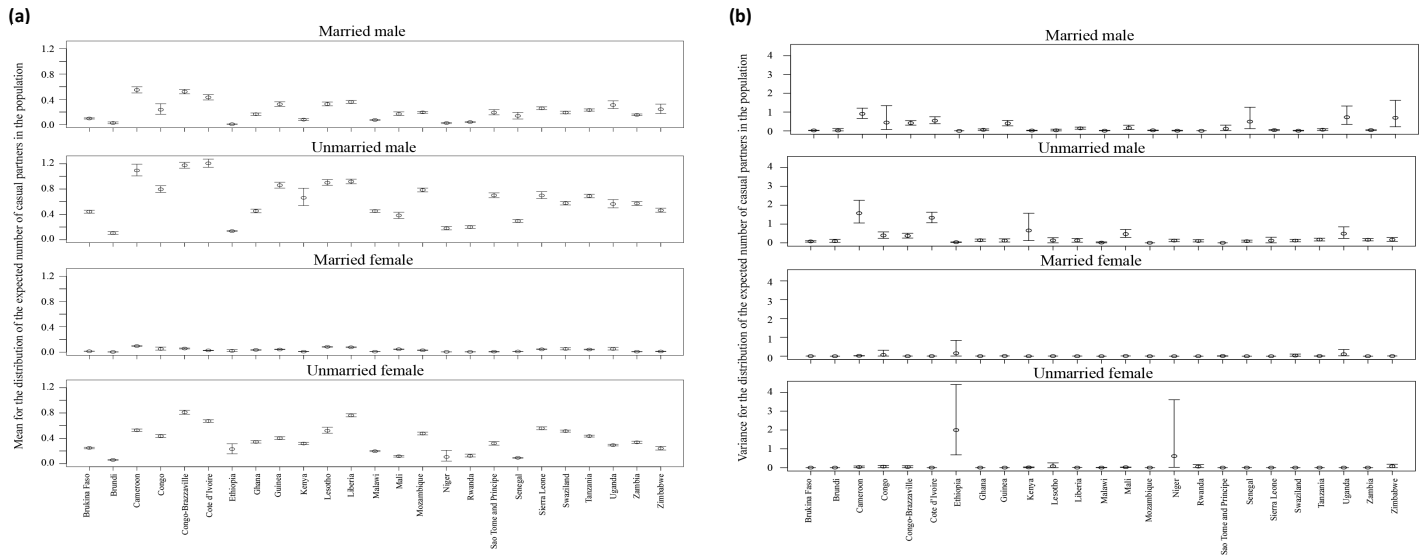 (a)
Mean for the distribution of the expected number of casual partners in the population
Married male
1.2
0.8
0.4
0.0
Unmarried male
1.2
0.8
0.4
0.0
Married female
1.2
0.8
0.4
0.0
Unmarried female
1.2
0.8
0.4
0.0
Brukina Faso
Brundi
Cameroon
Congo
Congo-Brazzaville
Cote d'Ivoire
Ethiopia
Ghana
Guinea
Kenya
Lesotho
Liberia
Malawi
Mali
Mozambique
Niger
Rwanda
Sao Tome and Principe
Senegal
Sierra Leone
Swaziland
Tanzania
Uganda
Zambia
Zimbabwe
(b)
Variance for the distribution of the expected number of casual partners in the population
Married male
4
3
2
1
0
Unmarried male
4
3
2
1
0
Married female
4
3
2
1
0
Unmarried female
4
3
2
1
0
Brukina Faso
Brundi
Cameroon
Congo
Congo-Brazzaville
Cote d'Ivoire
Ethiopia
Ghana
Guinea
Kenya
Lesotho
Liberia
Malawi
Mali
Mozambique
Niger
Rwanda
Sao Tome and Principe
Senegal
Sierra Leone
Swaziland
Tanzania
Uganda
Zambia
Zimbabwe